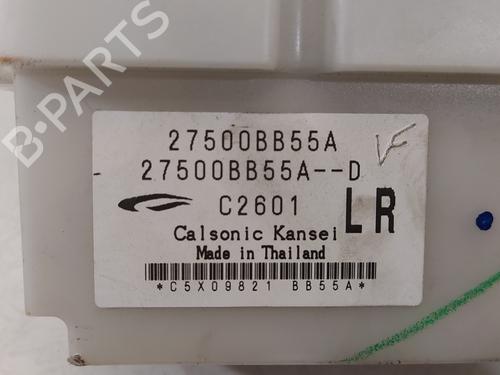 B-PARTS
27500BB55A
27500BB55A--D
C2601
LR
Calsonic Kansei
Made in Thailand
*C5X09821 BB55A*